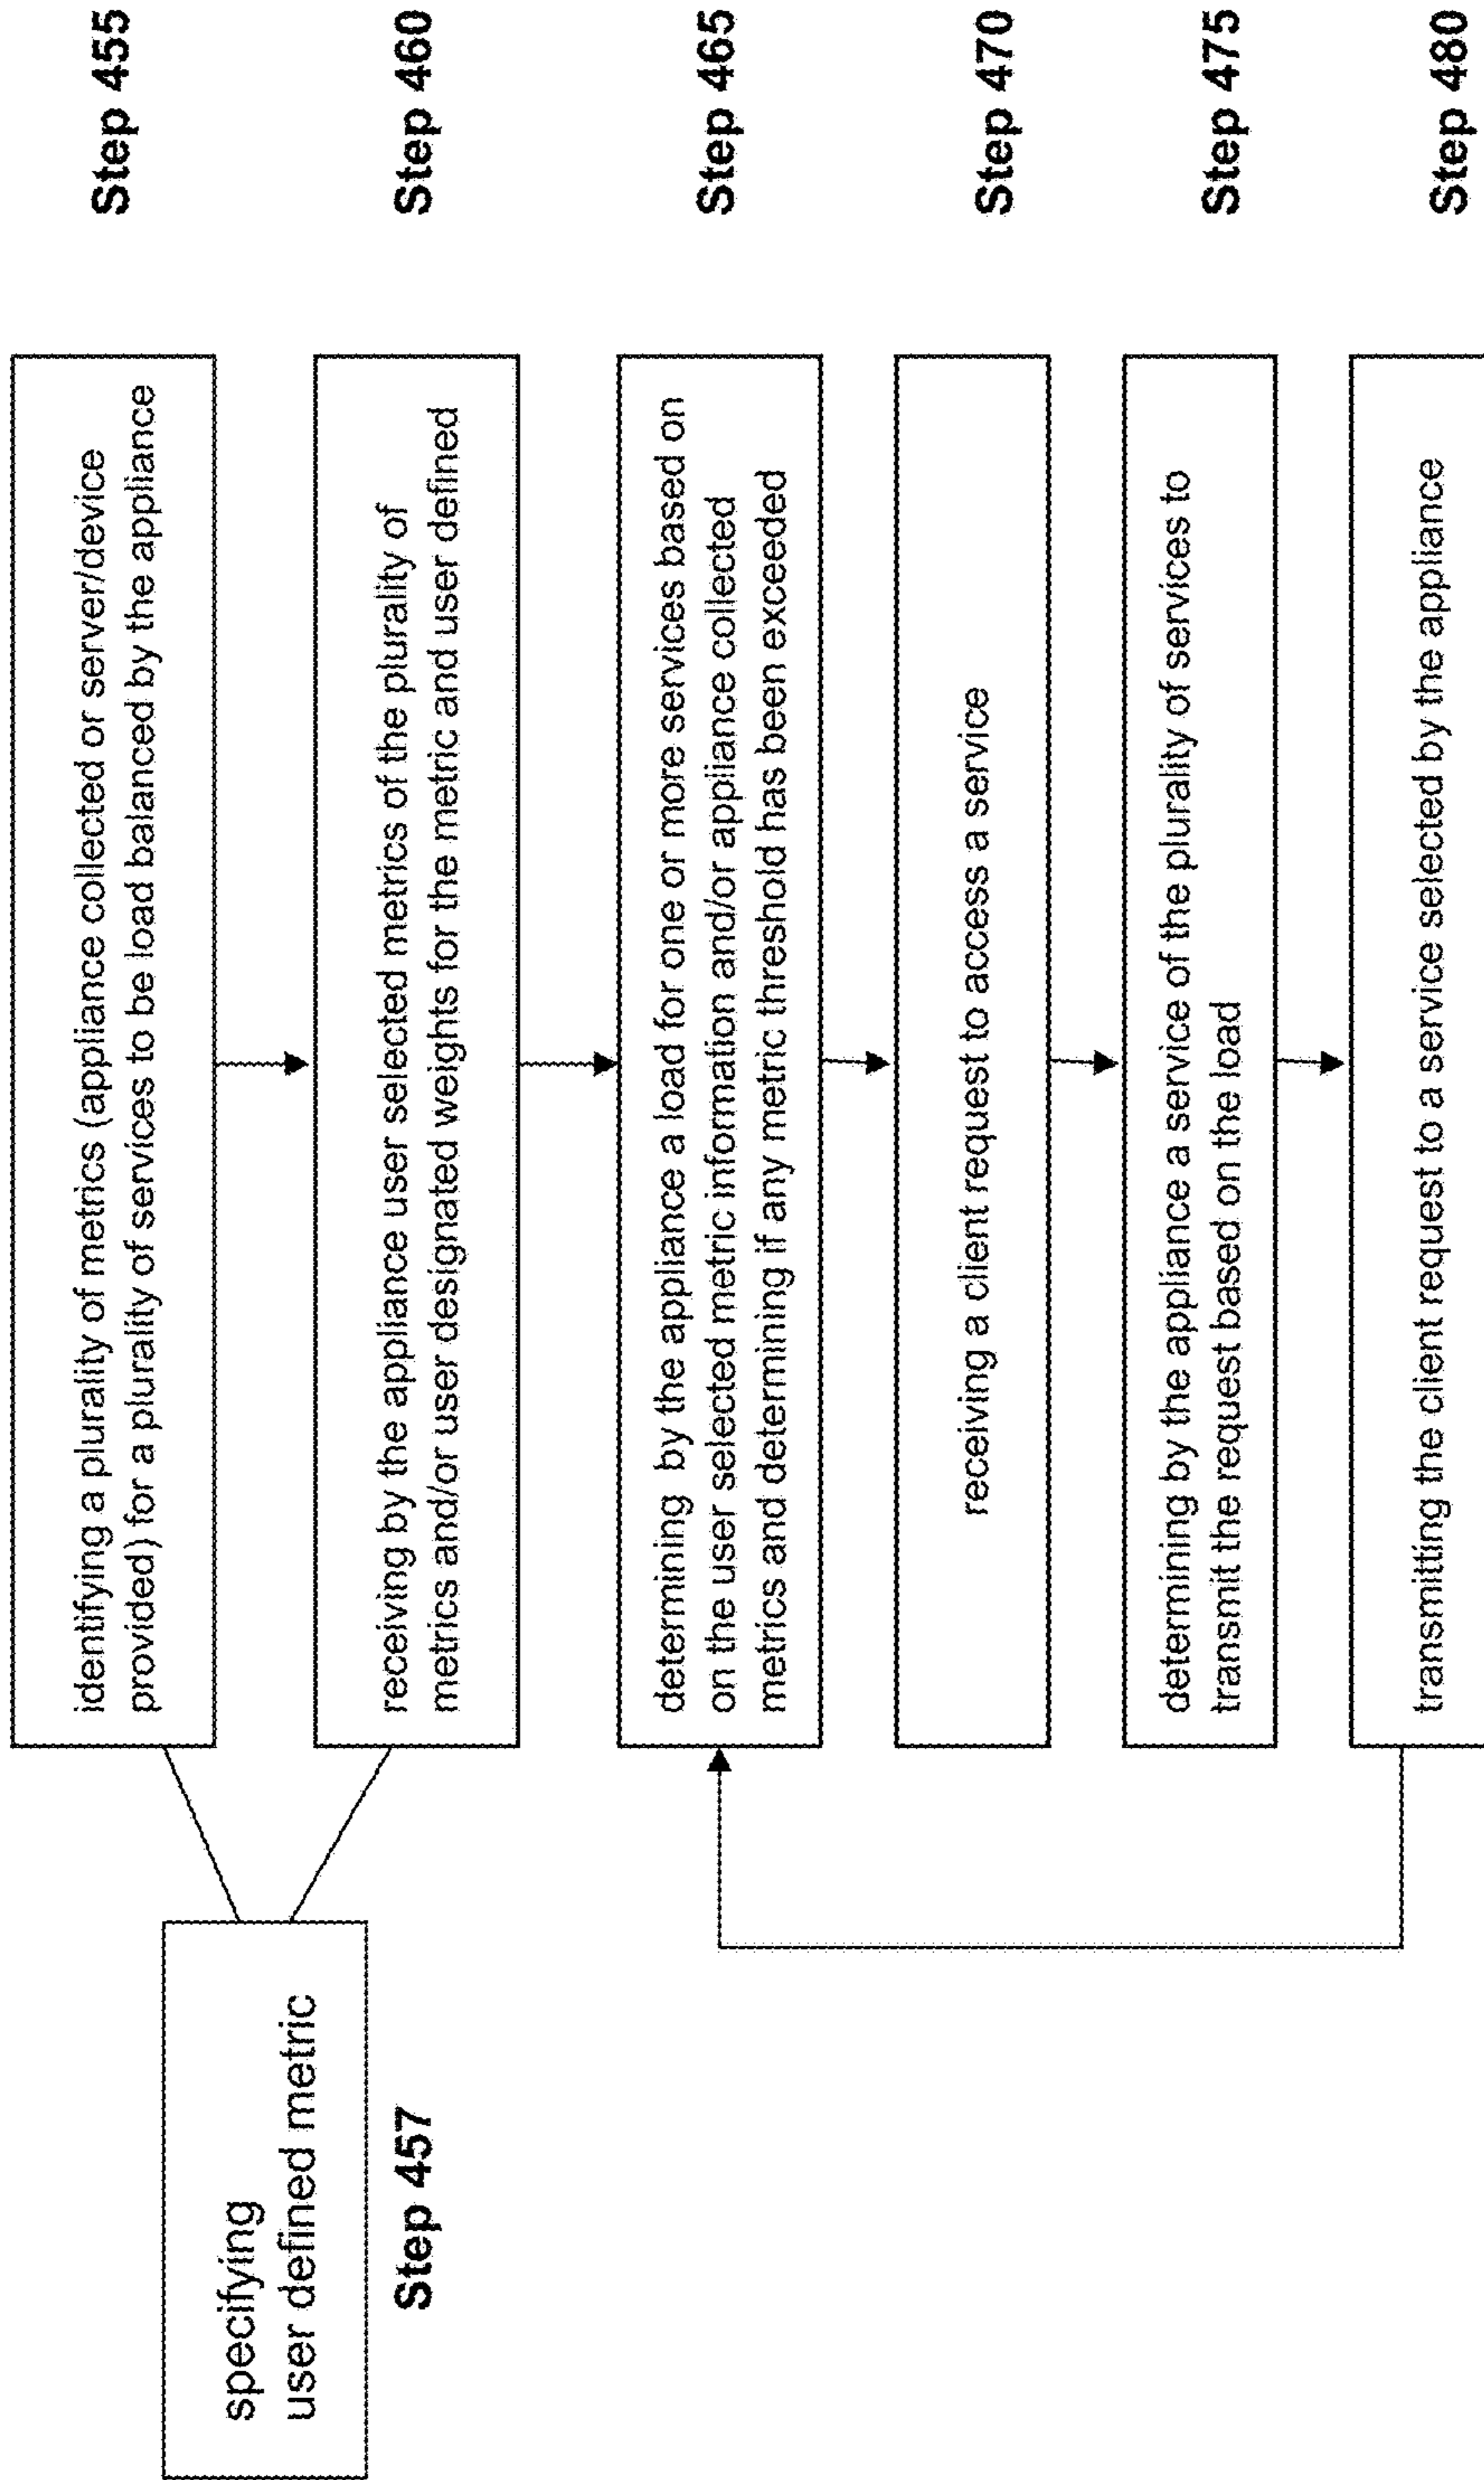 identifying a plurality of metrics (appliance collected or server/device
provided) for a plurality of services to be load balanced by the appliance
Step 455
specifying
user defined metric
Step 457
receiving by the appliance user selected metrics of the plurality of
metrics and/or user designated weights for the metric and user defined
Step 460
determining by the appliance a load for one or more services based on
on the user selected metric information and/or appliance collected
metrics and determining if any metric threshold has been exceeded
Step 465
receiving a client request to access a service
Step 470
determining by the appliance a service of the plurality of services to
transmit the request based on the load
Step 475
transmitting the client request to a service selected by the appliance
Step 480